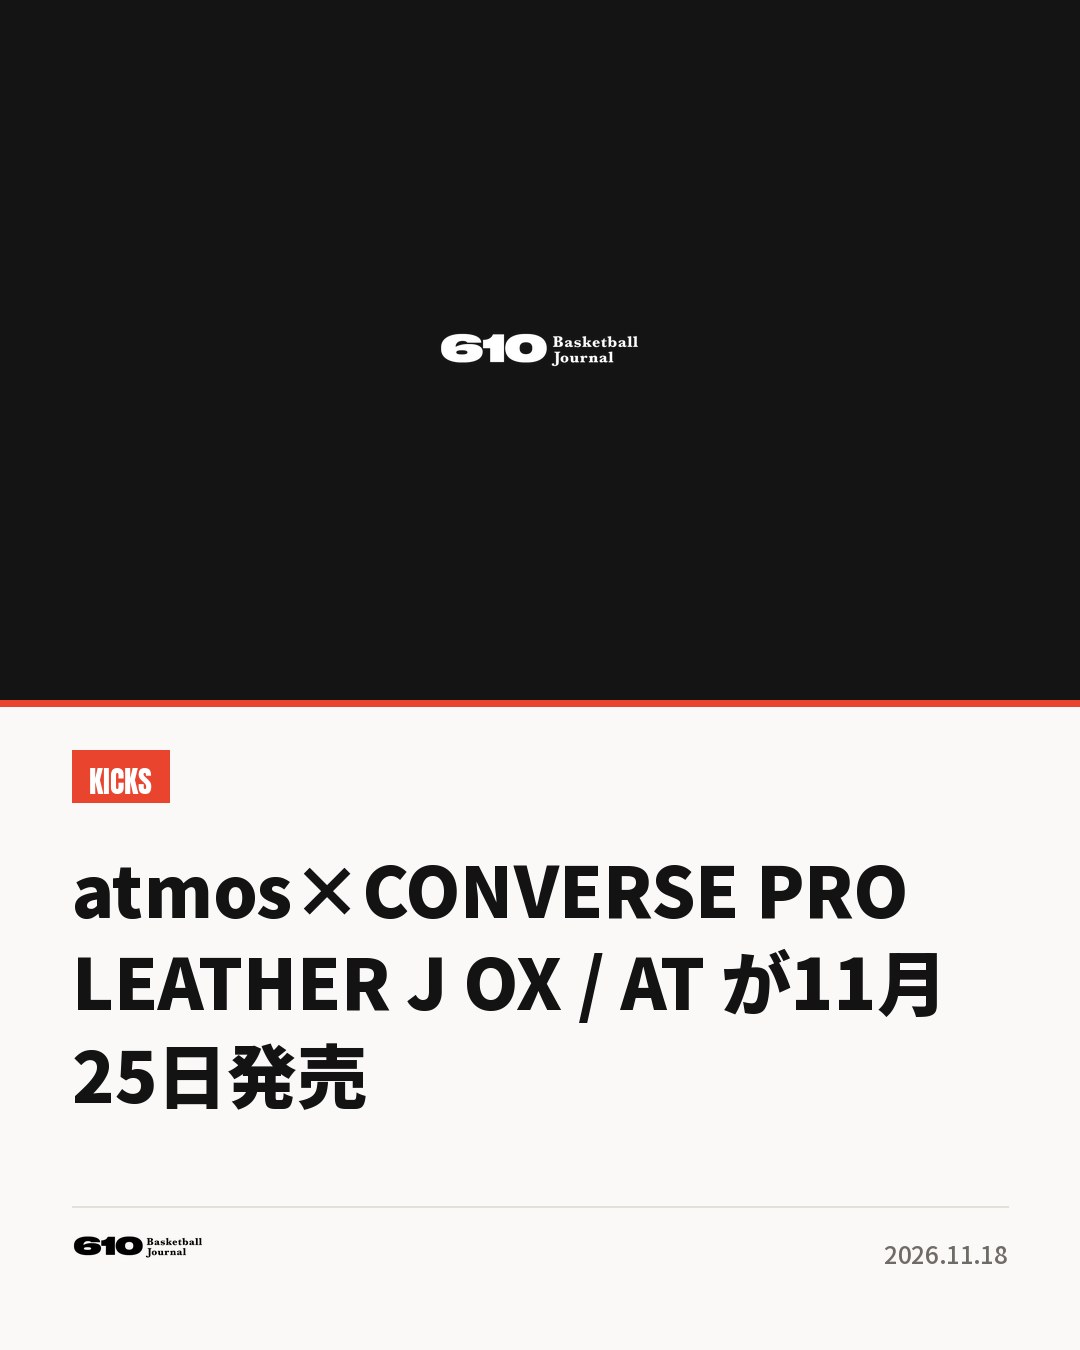 610 Basketball
Journal
KICKS
atmos×CONVERSE PRO
LEATHER J OX / AT が11月
25日発売
610 Basketball
Journal
2026.11.18